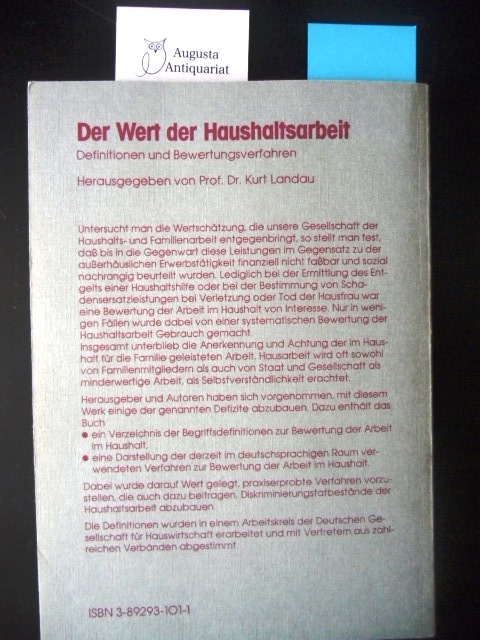 Augusta
Antiquariat
Der Wert der Haushaltsarbeit
Definitionen und Bewertungsverfahren
Herausgegeben von Prof. Dr. Kurt Landau
Untersucht man die Wertschätzung, die unsere Gesellschaft der
Haushalts- und Familienarbeit entgegenbringt, so stellt man fest,
daß bis in die Gegenwart diese Leistungen im Gegensatz zu der
außerhäuslichen Erwerbstätigkeit finanziell nicht faßbar und sozial
nachrangig beurteilt wurden. Lediglich bei der Ermittlung des Ent-
gelts einer Haushaltshilfe oder bei der Bestimmung von Scha-
densersatzleistungen bei Verletzung oder Tod der Hausfrau war
eine Bewertung der Arbeit im Haushalt von Interesse. Nur in weni-
gen Fällen wurde dabei von einer systematischen Bewertung der
Haushaltsarbeit Gebrauch gemacht.
Insgesamt unterblieb die Anerkennung und Achtung der im Haus-
halt für die Familie geleisteten Arbeit. Hausarbeit wird oft sowohl
von Familienmitgliedern als auch von Staat und Gesellschaft als
minderwertige Arbeit, als Selbstverständlichkeit erachtet.
Herausgeber und Autoren haben sich vorgenommen, mit diesem
Werk einige der genannten Defizite abzubauen. Dazu enthält das
Buch
● ein Verzeichnis der Begriffsdefinitionen zur Bewertung der Arbeit
im Haushalt,
● eine Darstellung der derzeit im deutschsprachigen Raum ver-
wendeten Verfahren zur Bewertung der Arbeit im Haushalt.
Dabei wurde darauf Wert gelegt, praxiserprobte Verfahren vorzu-
stellen, die auch dazu beitragen, Diskriminierungstatbestände der
Haushaltsarbeit abzubauen.
Die Definitionen wurden in einem Arbeitskreis der Deutschen Ge-
sellschaft für Hauswirtschaft erarbeitet und mit Vertretern aus zahl-
reichen Verbänden abgestimmt.
ISBN 3-89293-101-1